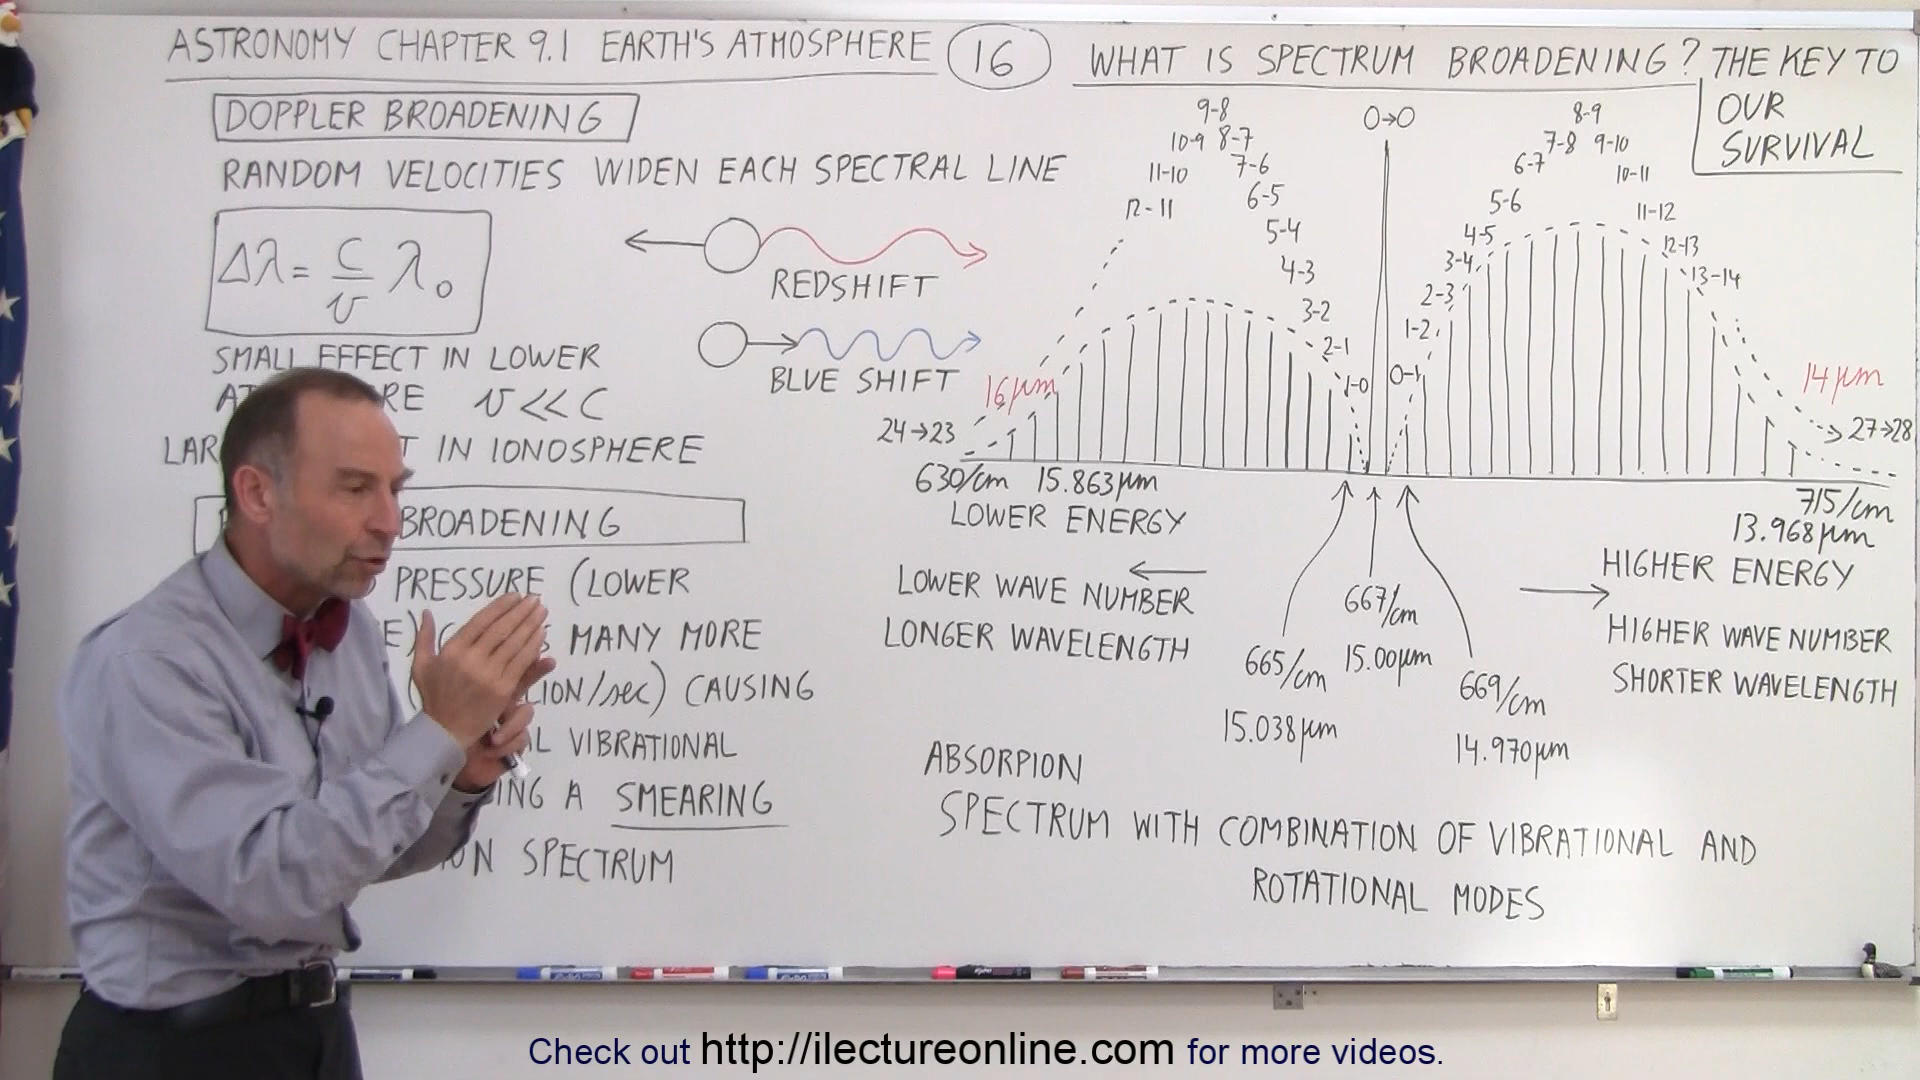 ASTRONOMY CHAPTER 9.1 EARTH'S ATMOSPHERE 16 WHAT IS SPECTRUM BROADENING? THE KEY TO
OUR
SURVIVAL
DOPPLER BROADENING
RANDOM VELOCITIES WIDEN EACH SPECTRAL LINE
Δλ = c/v λ₀
REDSHIFT
BLUE SHIFT
SMALL EFFECT IN LOWER
RE v << c
IN IONOSPHERE
BROADENING
PRESSURE (LOWER
MANY MORE
/sec) CAUSING
VIBRATIONAL
A SMEARING
SPECTRUM
9-8
10-9 8-7
11-10 7-6
12-11 6-5
5-4
4-3
3-2
2-1
1-0
0→0
8-9
7-8 9-10
6-7 10-11
5-6 11-12
4-5 12-13
3-4 13-14
2-3
1-2
0-1
16μm
14μm
24→23
27→28
630/cm 15.863μm
LOWER ENERGY
LOWER WAVE NUMBER
LONGER WAVELENGTH
715/cm
13.968μm
HIGHER ENERGY
HIGHER WAVE NUMBER
SHORTER WAVELENGTH
667/cm
15.00μm
665/cm
15.038μm
669/cm
14.970μm
ABSORPION
SPECTRUM WITH COMBINATION OF VIBRATIONAL AND
ROTATIONAL MODES
Check out http://ilectureonline.com for more videos.